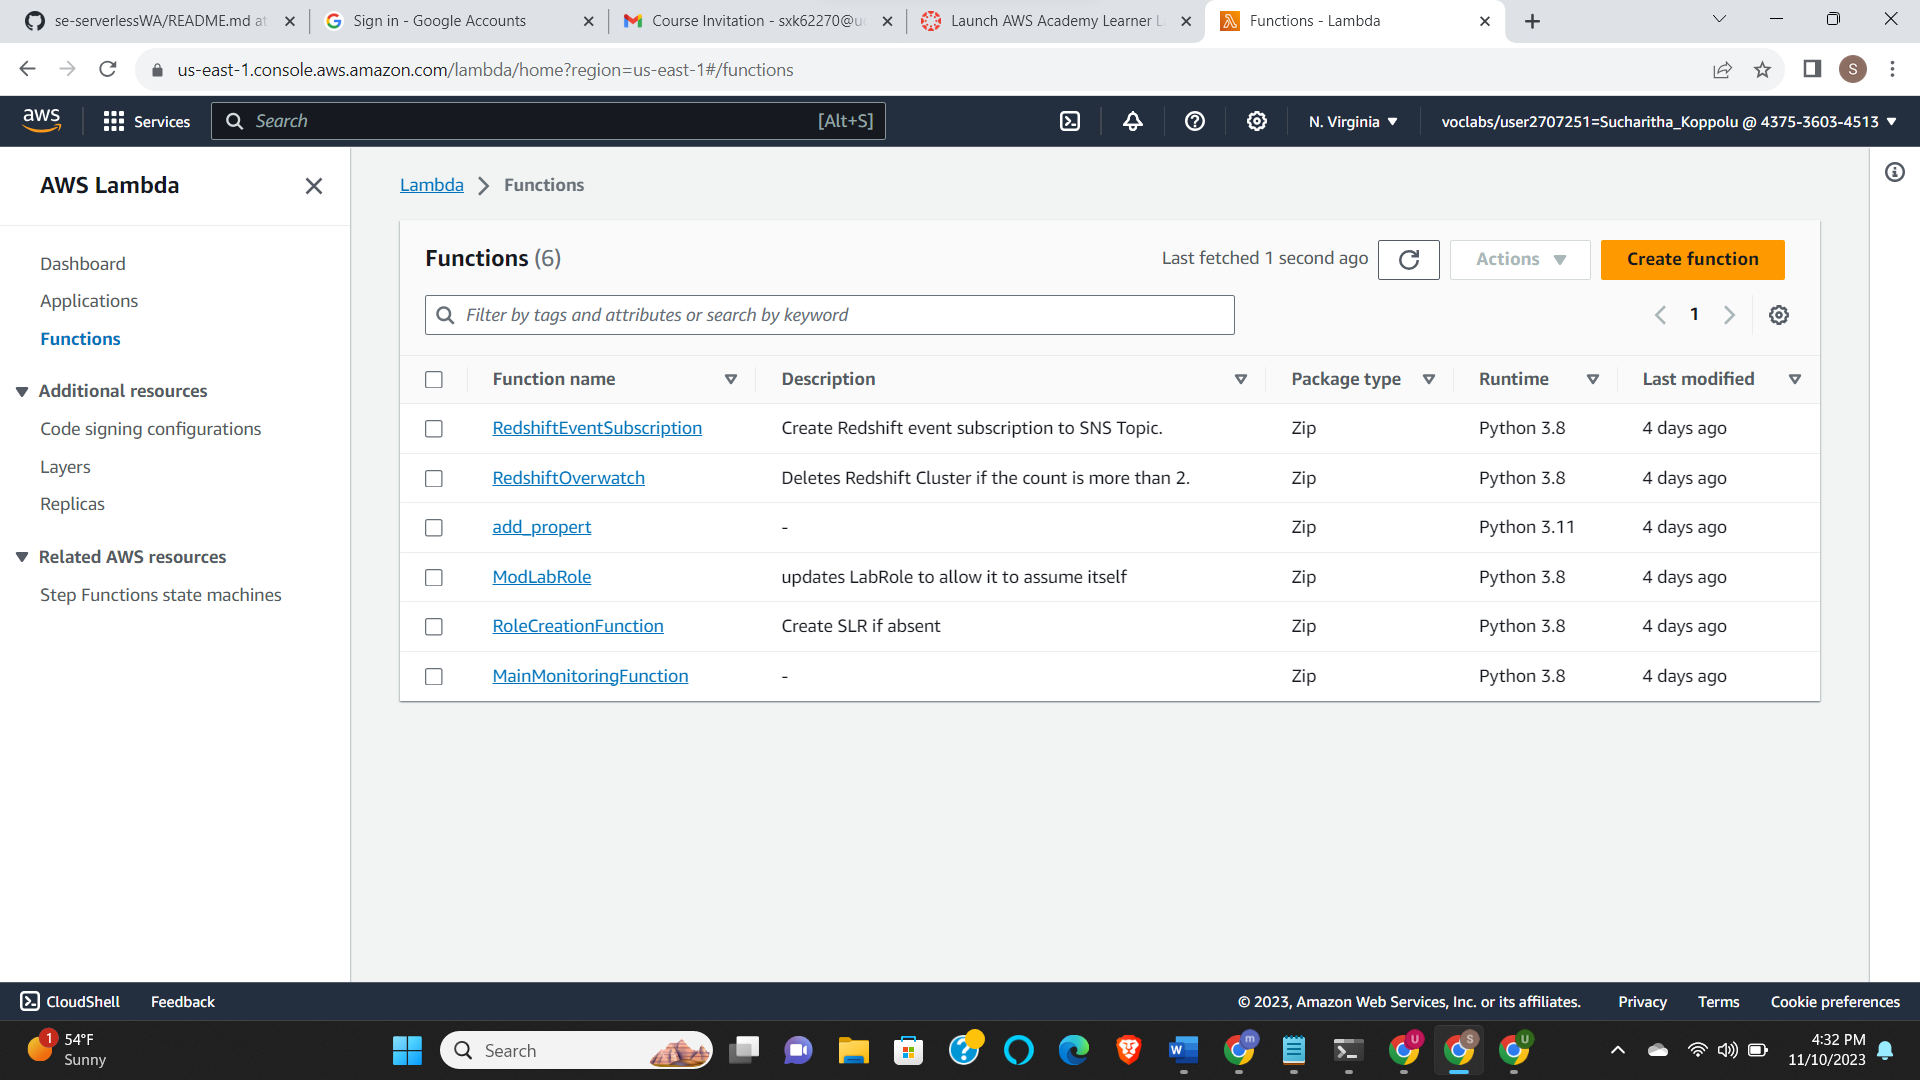 se-serverlessWA/README.md at
Sign in - Google Accounts
Course Invitation - sxk62270@u
Launch AWS Academy Learner L
Functions - Lambda
us-east-1.console.aws.amazon.com/lambda/home?region=us-east-1#/functions
S
aws
Services
Search
[Alt+S]
N. Virginia
voclabs/user2707251=Sucharitha_Koppolu @ 4375-3603-4513
AWS Lambda
Dashboard
Applications
Functions
Additional resources
Code signing configurations
Layers
Replicas
Related AWS resources
Step Functions state machines
Lambda > Functions
Functions (6)
Last fetched 1 second ago
Actions
Create function
Filter by tags and attributes or search by keyword
1
Function name Description Package type Runtime Last modified
RedshiftEventSubscription Create Redshift event subscription to SNS Topic. Zip Python 3.8 4 days ago
RedshiftOverwatch Deletes Redshift Cluster if the count is more than 2. Zip Python 3.8 4 days ago
add_propert - Zip Python 3.11 4 days ago
ModLabRole updates LabRole to allow it to assume itself Zip Python 3.8 4 days ago
RoleCreationFunction Create SLR if absent Zip Python 3.8 4 days ago
MainMonitoringFunction - Zip Python 3.8 4 days ago
CloudShell
Feedback
© 2023, Amazon Web Services, Inc. or its affiliates.
Privacy
Terms
Cookie preferences
1
54°F
Sunny
Search
W
m
U
S
U
4:32 PM
11/10/2023